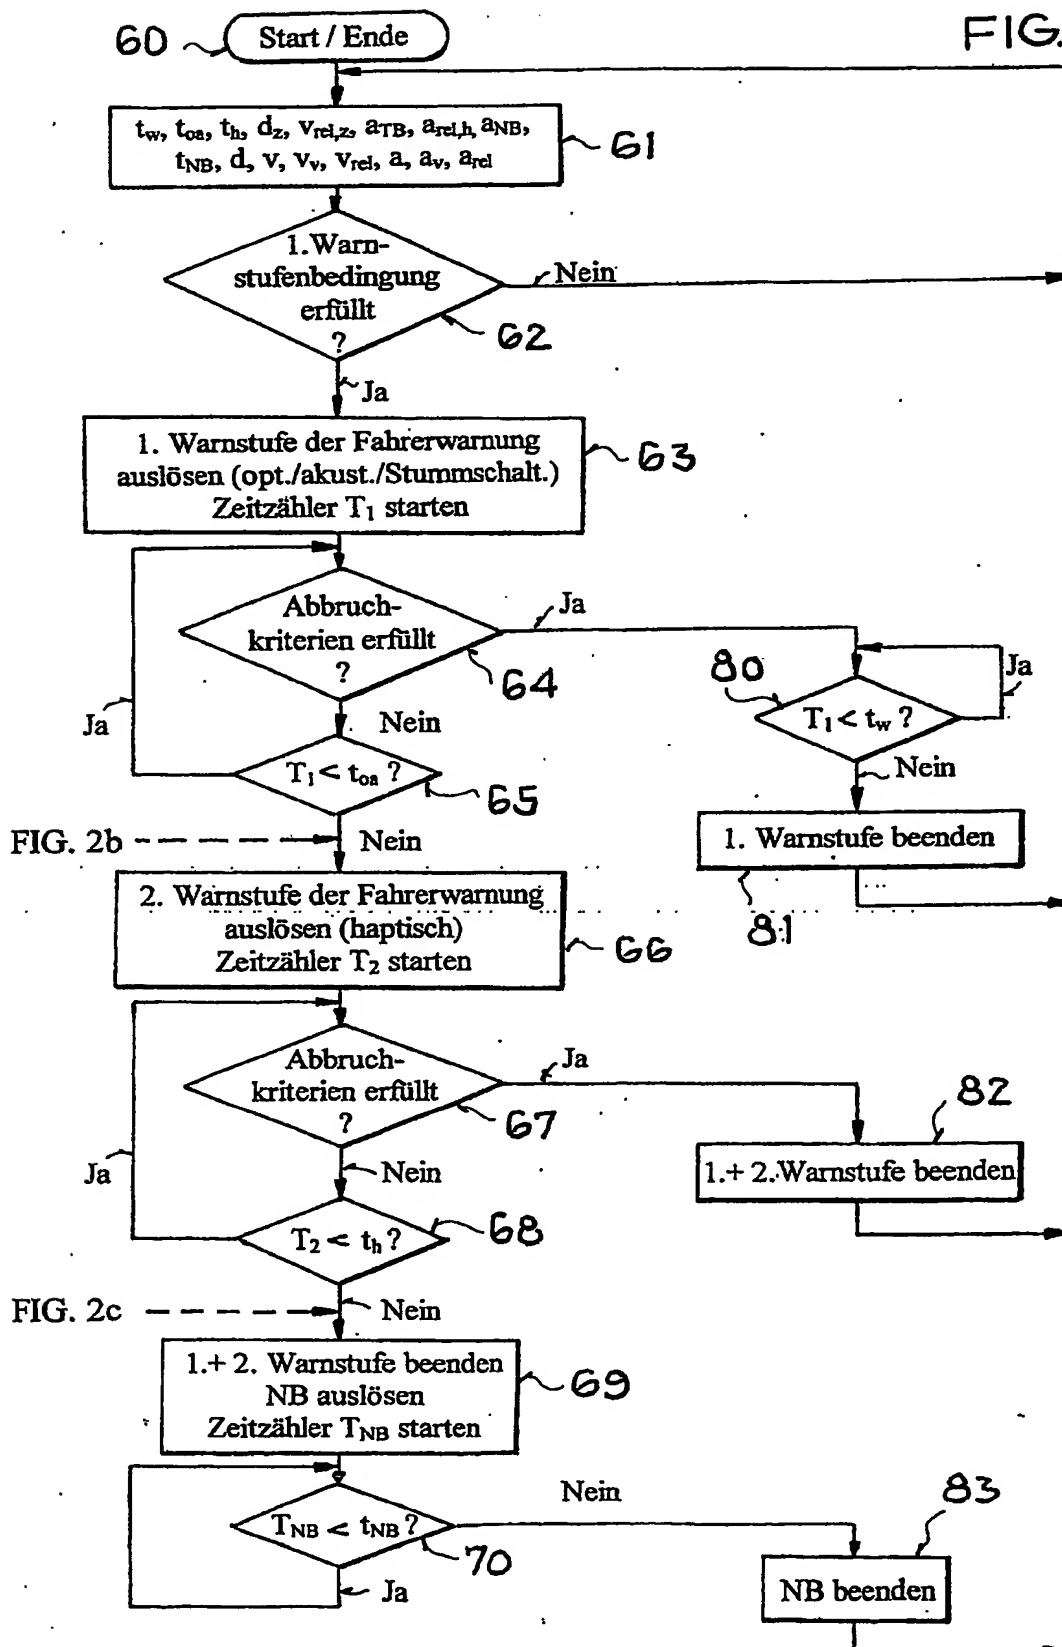 FIG.
60
Start / Ende
t_w, t_oa, t_h, d_z, v_rel,z, a_TB, a_rel,h, a_NB,
t_NB, d, v, v_v, v_rel, a, a_v, a_rel
61
1.Warn-
stufenbedingung
erfüllt
?
Nein
62
Ja
1. Warnstufe der Fahrerwarnung
auslösen (opt./akust./Stummschalt.)
Zeitzähler T_1 starten
63
Abbruch-
kriterien erfüllt
?
Ja
64
Nein
Ja
T_1 < t_oa ?
65
80
T_1 < t_w ?
Ja
Nein
1. Warnstufe beenden
81
FIG. 2b
Nein
2. Warnstufe der Fahrerwarnung
auslösen (haptisch)
Zeitzähler T_2 starten
66
Abbruch-
kriterien erfüllt
?
Ja
67
82
1.+ 2.Warnstufe beenden
Nein
Ja
T_2 < t_h ?
68
FIG. 2c
Nein
1.+ 2. Warnstufe beenden
NB auslösen
Zeitzähler T_NB starten
69
T_NB < t_NB ?
70
Nein
Ja
83
NB beenden